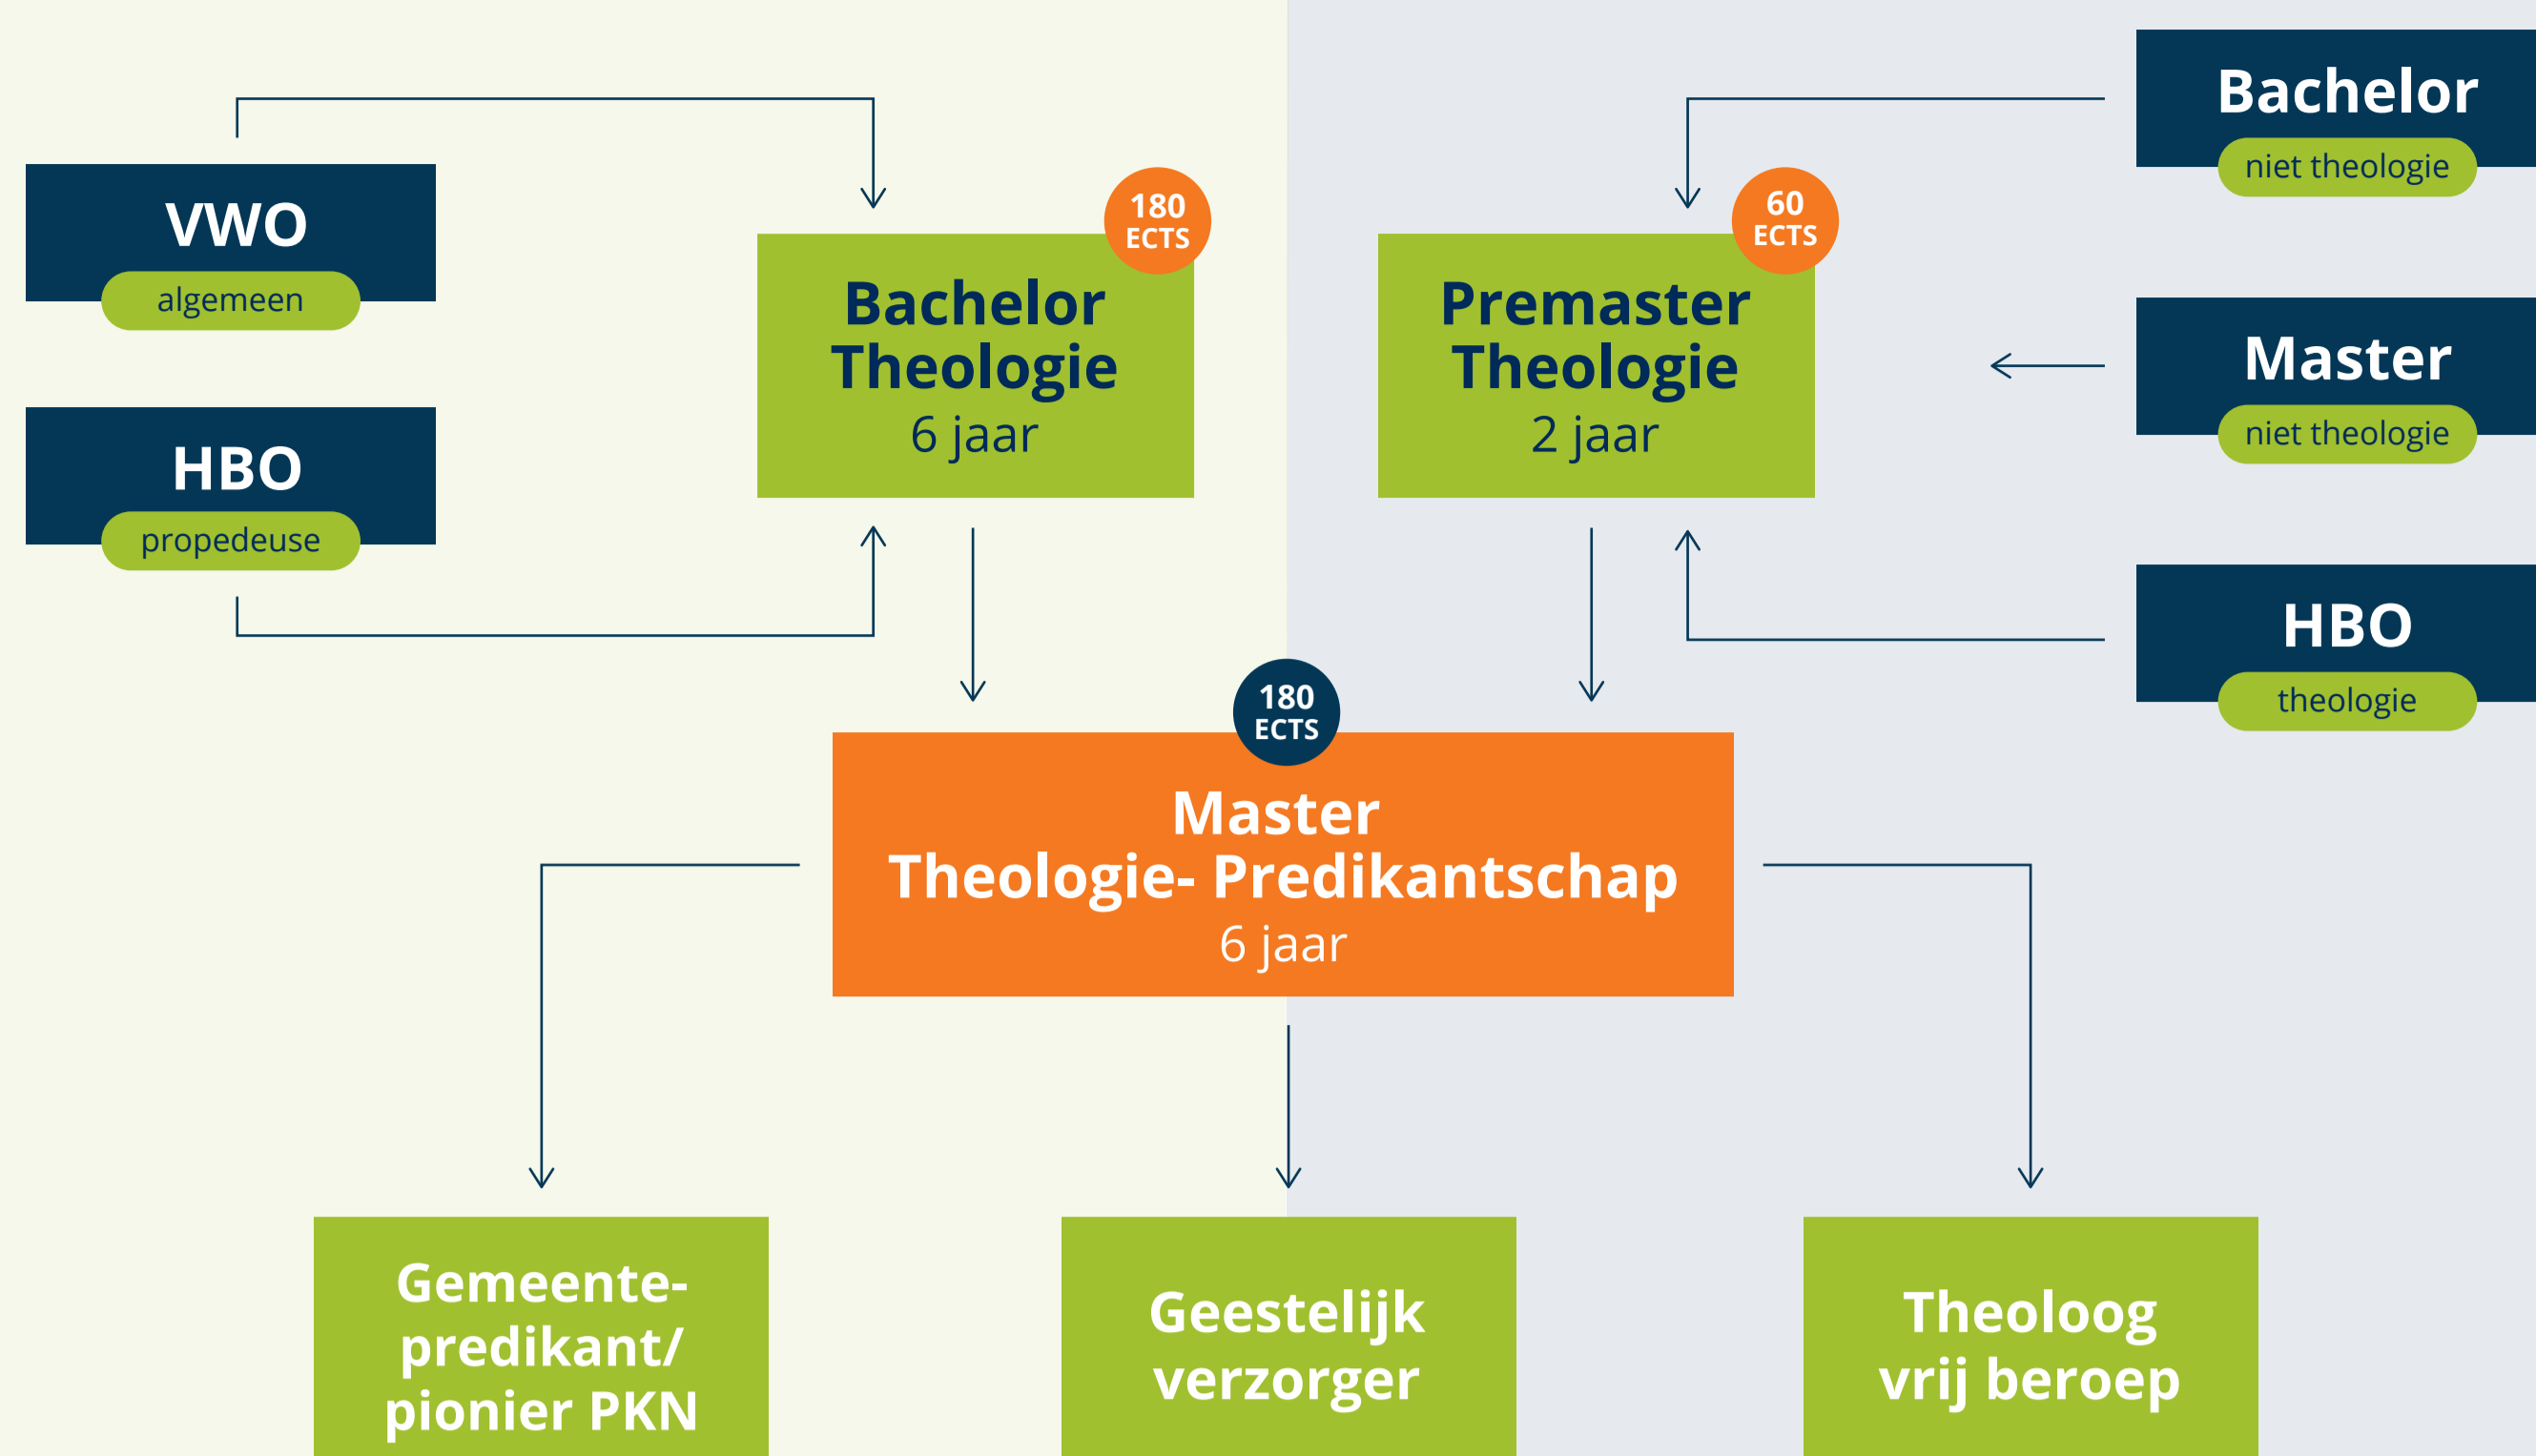 VWO
algemeen
HBO
propedeuse
180
ECTS
Bachelor
Theologie
6 jaar
60
ECTS
Premaster
Theologie
2 jaar
Bachelor
niet theologie
Master
niet theologie
HBO
theologie
180
ECTS
Master
Theologie- Predikantschap
6 jaar
Gemeente-
predikant/
pionier PKN
Geestelijk
verzorger
Theoloog
vrij beroep